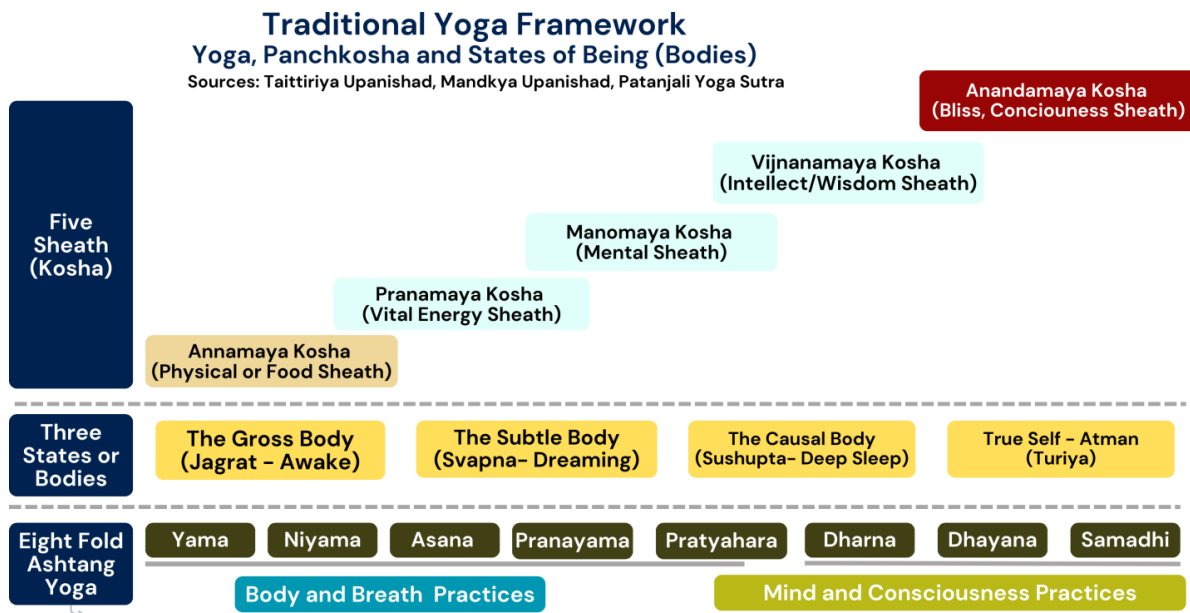 Traditional Yoga Framework
Yoga, Panchkosha and States of Being (Bodies)
Sources: Taittiriya Upanishad, Mandkya Upanishad, Patanjali Yoga Sutra
Five
Sheath
(Kosha)
Anandamaya Kosha
(Bliss, Conciouness Sheath)
Vijnanamaya Kosha
(Intellect/Wisdom Sheath)
Manomaya Kosha
(Mental Sheath)
Pranamaya Kosha
(Vital Energy Sheath)
Annamaya Kosha
(Physical or Food Sheath)
Three
States or
Bodies
The Gross Body
(Jagrat - Awake)
The Subtle Body
(Svapna- Dreaming)
The Causal Body
(Sushupta- Deep Sleep)
True Self - Atman
(Turiya)
Eight Fold
Ashtang
Yoga
Yama
Niyama
Asana
Pranayama
Pratyahara
Dharna
Dhayana
Samadhi
Body and Breath Practices
Mind and Consciousness Practices